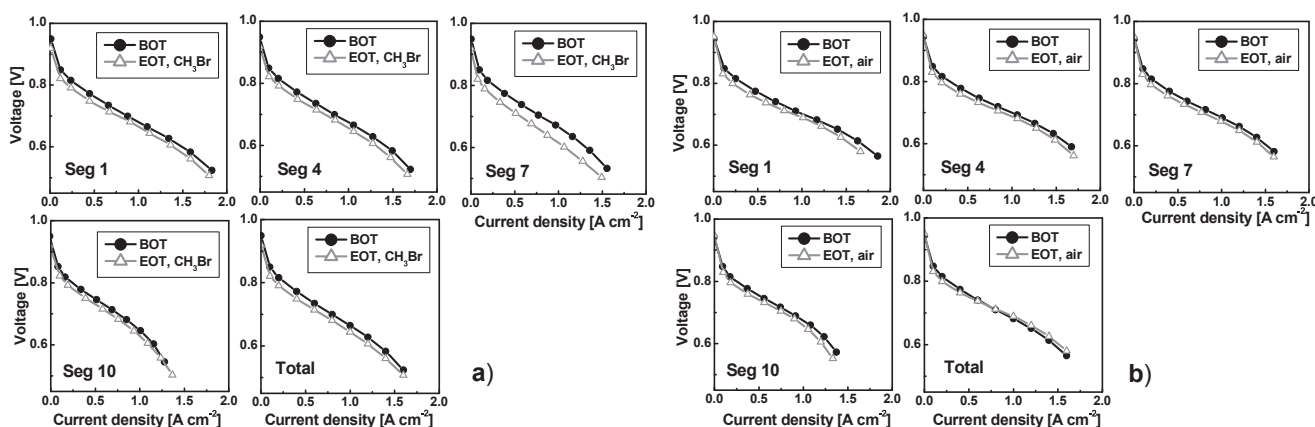 1.0
0.8
0.6
Voltage [V]
BOT
EOT, CH₃Br
Seg 1
0.0 0.5 1.0 1.5 2.0
BOT
EOT, CH₃Br
Seg 4
0.0 0.5 1.0 1.5 2.0
1.0
0.8
0.6
BOT
EOT, CH₃Br
Seg 7
0.0 0.5 1.0 1.5 2.0
Current density [A cm⁻²]
1.0
0.8
0.6
Voltage [V]
BOT
EOT, CH₃Br
Seg 10
0.0 0.5 1.0 1.5 2.0
Current density [A cm⁻²]
BOT
EOT, CH₃Br
Total
0.0 0.5 1.0 1.5 2.0
Current density [A cm⁻²]
a)
1.0
0.8
0.6
Voltage [V]
BOT
EOT, air
Seg 1
0.0 0.5 1.0 1.5 2.0
BOT
EOT, air
Seg 4
0.0 0.5 1.0 1.5 2.0
1.0
0.8
0.6
BOT
EOT, air
Seg 7
0.0 0.5 1.0 1.5 2.0
Current density [A cm⁻²]
1.0
0.8
0.6
Voltage [V]
BOT
EOT, air
Seg 10
0.0 0.5 1.0 1.5 2.0
Current density [A cm⁻²]
BOT
EOT, air
Total
0.0 0.5 1.0 1.5 2.0
Current density [A cm⁻²]
b)